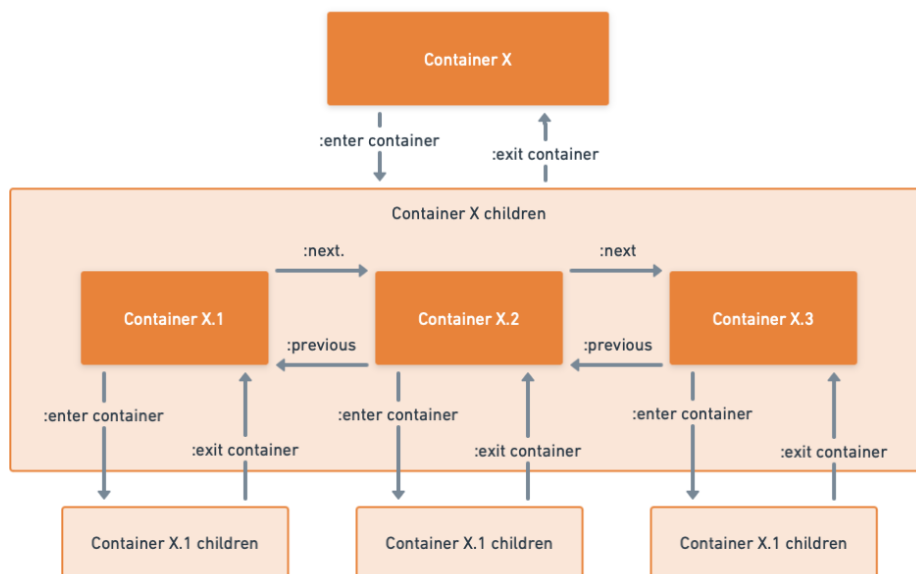 Container X
:enter container
:exit container
Container X children
:next.
:next
Container X.1
Container X.2
Container X.3
:previous
:previous
:enter container
:enter container
:enter container
:exit container
:exit container
:exit container
Container X.1 children
Container X.1 children
Container X.1 children